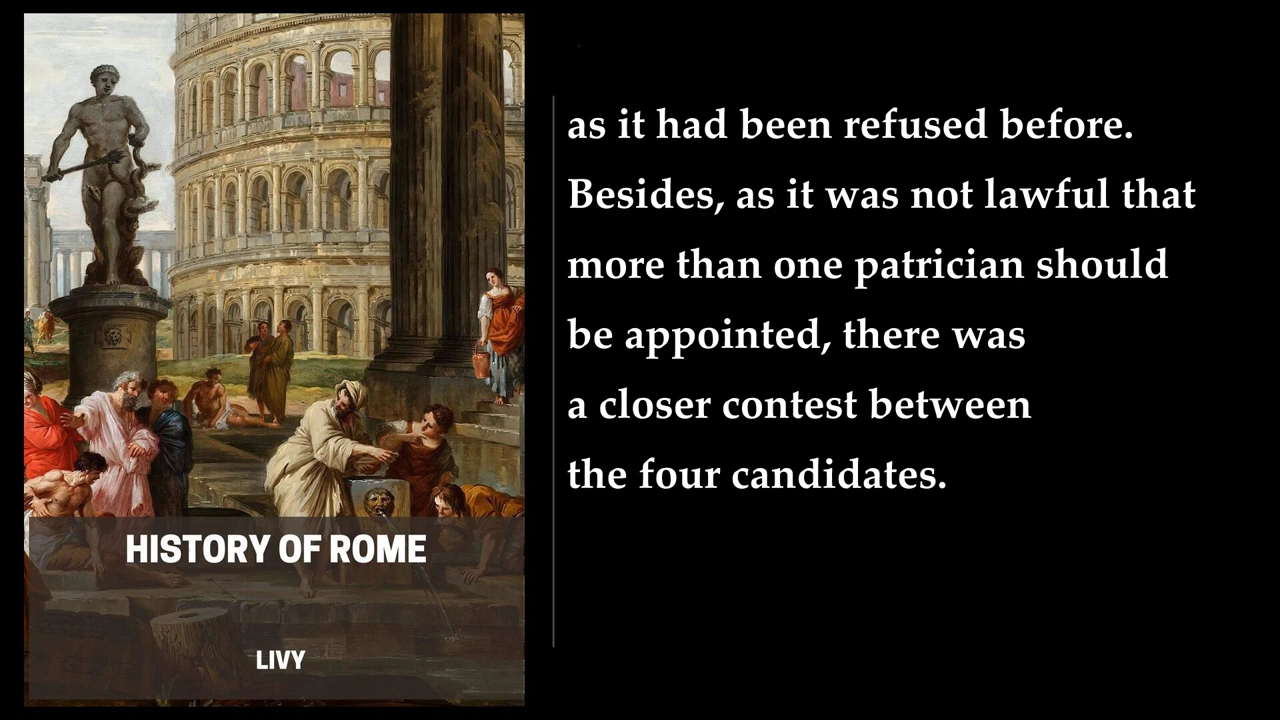 HISTORY OF ROME
LIVY
as it had been refused before.
Besides, as it was not lawful that
more than one patrician should
be appointed, there was
a closer contest between
the four candidates.